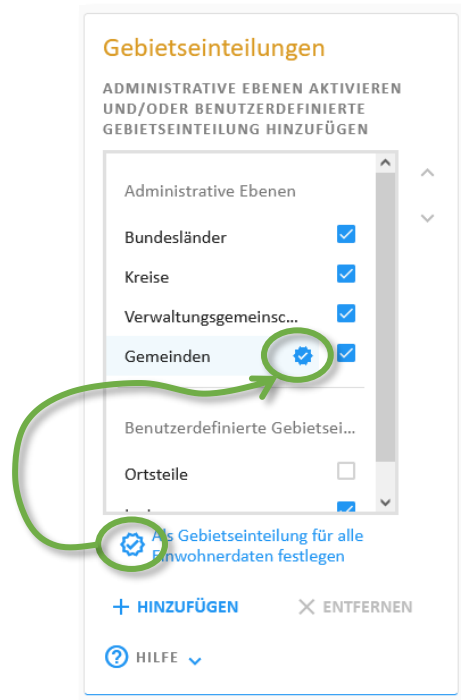 Gebietseinteilungen
ADMINISTRATIVE EBENEN AKTIVIEREN
UND/ODER BENUTZERDEFINIERTE
GEBIETSEINTEILUNG HINZUFÜGEN
Administrative Ebenen
Bundesländer
Kreise
Verwaltungsgemeinsc...
Gemeinden
Benutzerdefinierte Gebietsei...
Ortsteile
Als Gebietseinteilung für alle
Einwohnerdaten festlegen
HINZUFÜGEN
ENTFERNEN
HILFE